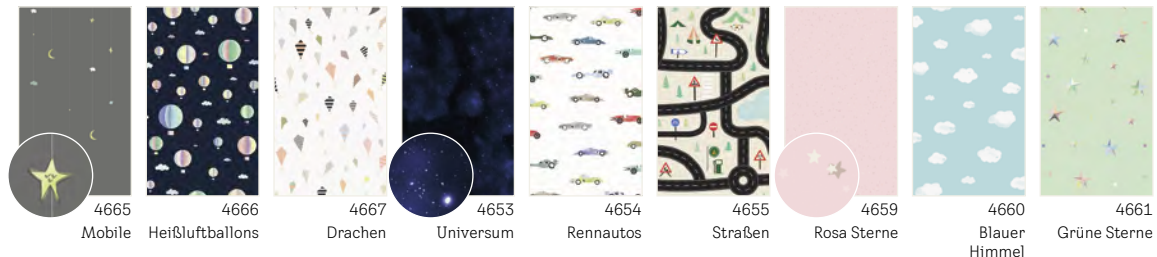 4665
Mobile
4666
Heißluftballons
4667
Drachen
4653
Universum
4654
Rennautos
4655
Straßen
4659
Rosa Sterne
4660
Blauer
Himmel
4661
Grüne Sterne